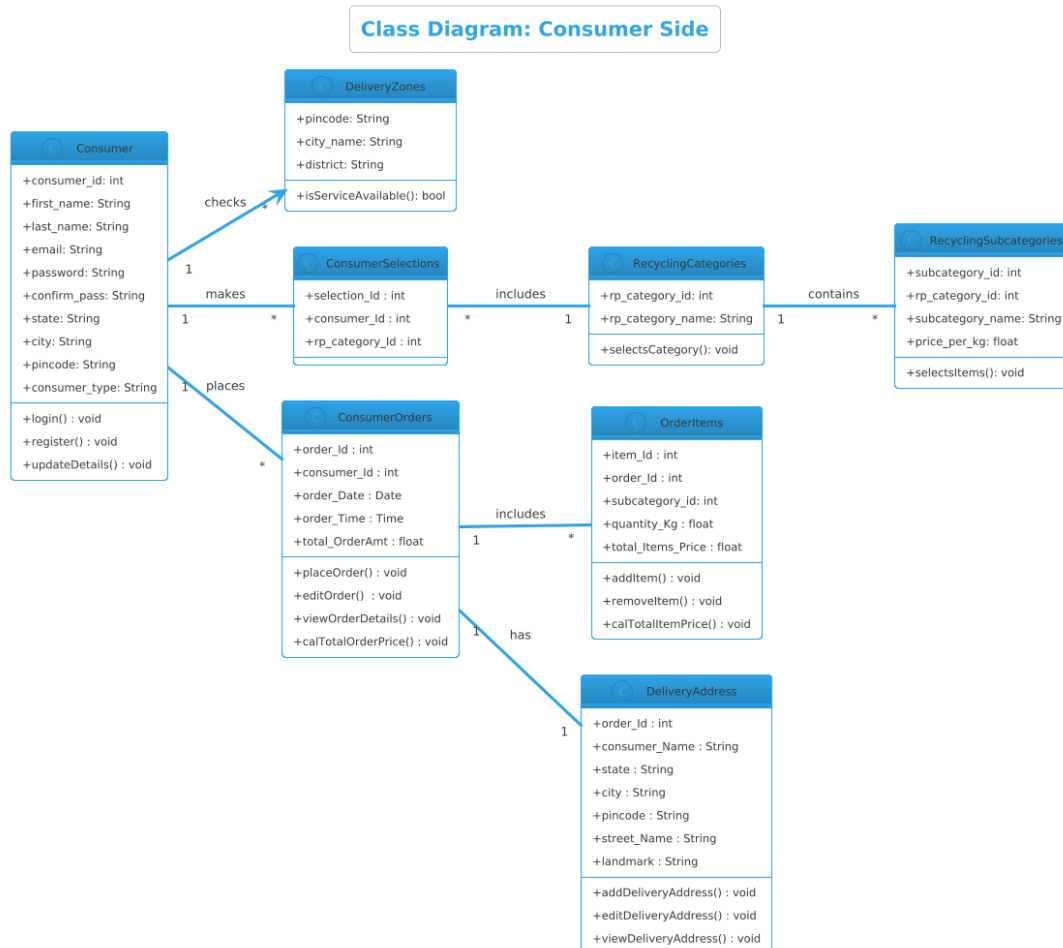 Class Diagram: Consumer Side
C DeliveryZones
+pincode: String
+city_name: String
+district: String
+isServiceAvailable(): bool
C Consumer
+consumer_id: int
+first_name: String
+last_name: String
+email: String
+password: String
+confirm_pass: String
+state: String
+city: String
+pincode: String
+consumer_type: String
+login() : void
+register() : void
+updateDetails() : void
checks
1
*
makes
1
*
places
1
*
C ConsumerSelections
+selection_Id : int
+consumer_Id : int
+rp_category_Id : int
includes
*
1
C RecyclingCategories
+rp_category_id: int
+rp_category_name: String
+selectsCategory(): void
contains
1
*
C RecyclingSubcategories
+subcategory_id: int
+rp_category_id: int
+subcategory_name: String
+price_per_kg: float
+selectsItems(): void
C ConsumerOrders
+order_Id : int
+consumer_Id : int
+order_Date : Date
+order_Time : Time
+total_OrderAmt : float
+placeOrder() : void
+editOrder() : void
+viewOrderDetails() : void
+calTotalOrderPrice() : void
includes
1
*
C OrderItems
+item_Id : int
+order_Id : int
+subcategory_id: int
+quantity_Kg : float
+total_Items_Price : float
+addItem() : void
+removeItem() : void
+calTotalItemPrice() : void
has
1
1
C DeliveryAddress
+order_Id : int
+consumer_Name : String
+state : String
+city : String
+pincode : String
+street_Name : String
+landmark : String
+addDeliveryAddress() : void
+editDeliveryAddress() : void
+viewDeliveryAddress() : void